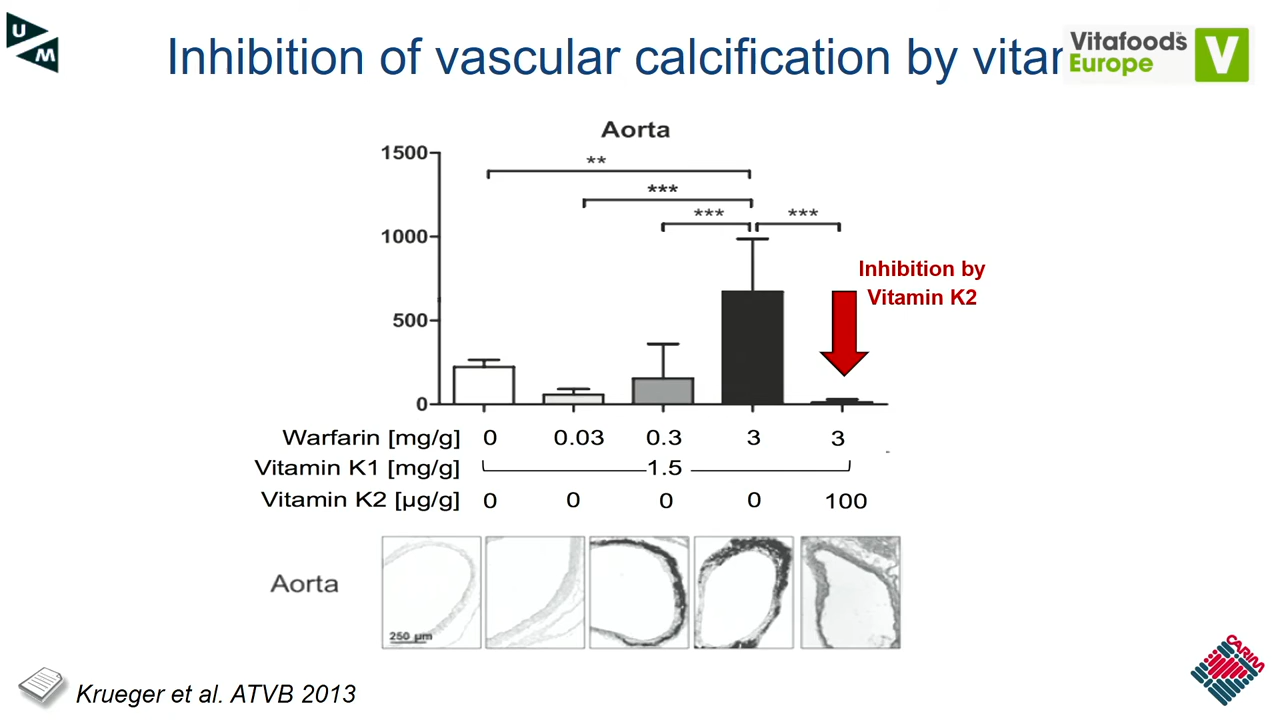 U
M
Inhibition of vascular calcification by
Vitafoods
Europe
V
Aorta
1500
1000
500
0
**
***
***
***
Inhibition by
Vitamin K2
Warfarin [mg/g] 0 0.03 0.3 3 3
Vitamin K1 [mg/g] 1.5
Vitamin K2 [µg/g] 0 0 0 0 100
Aorta
250 µm
Krueger et al. ATVB 2013
CARIM